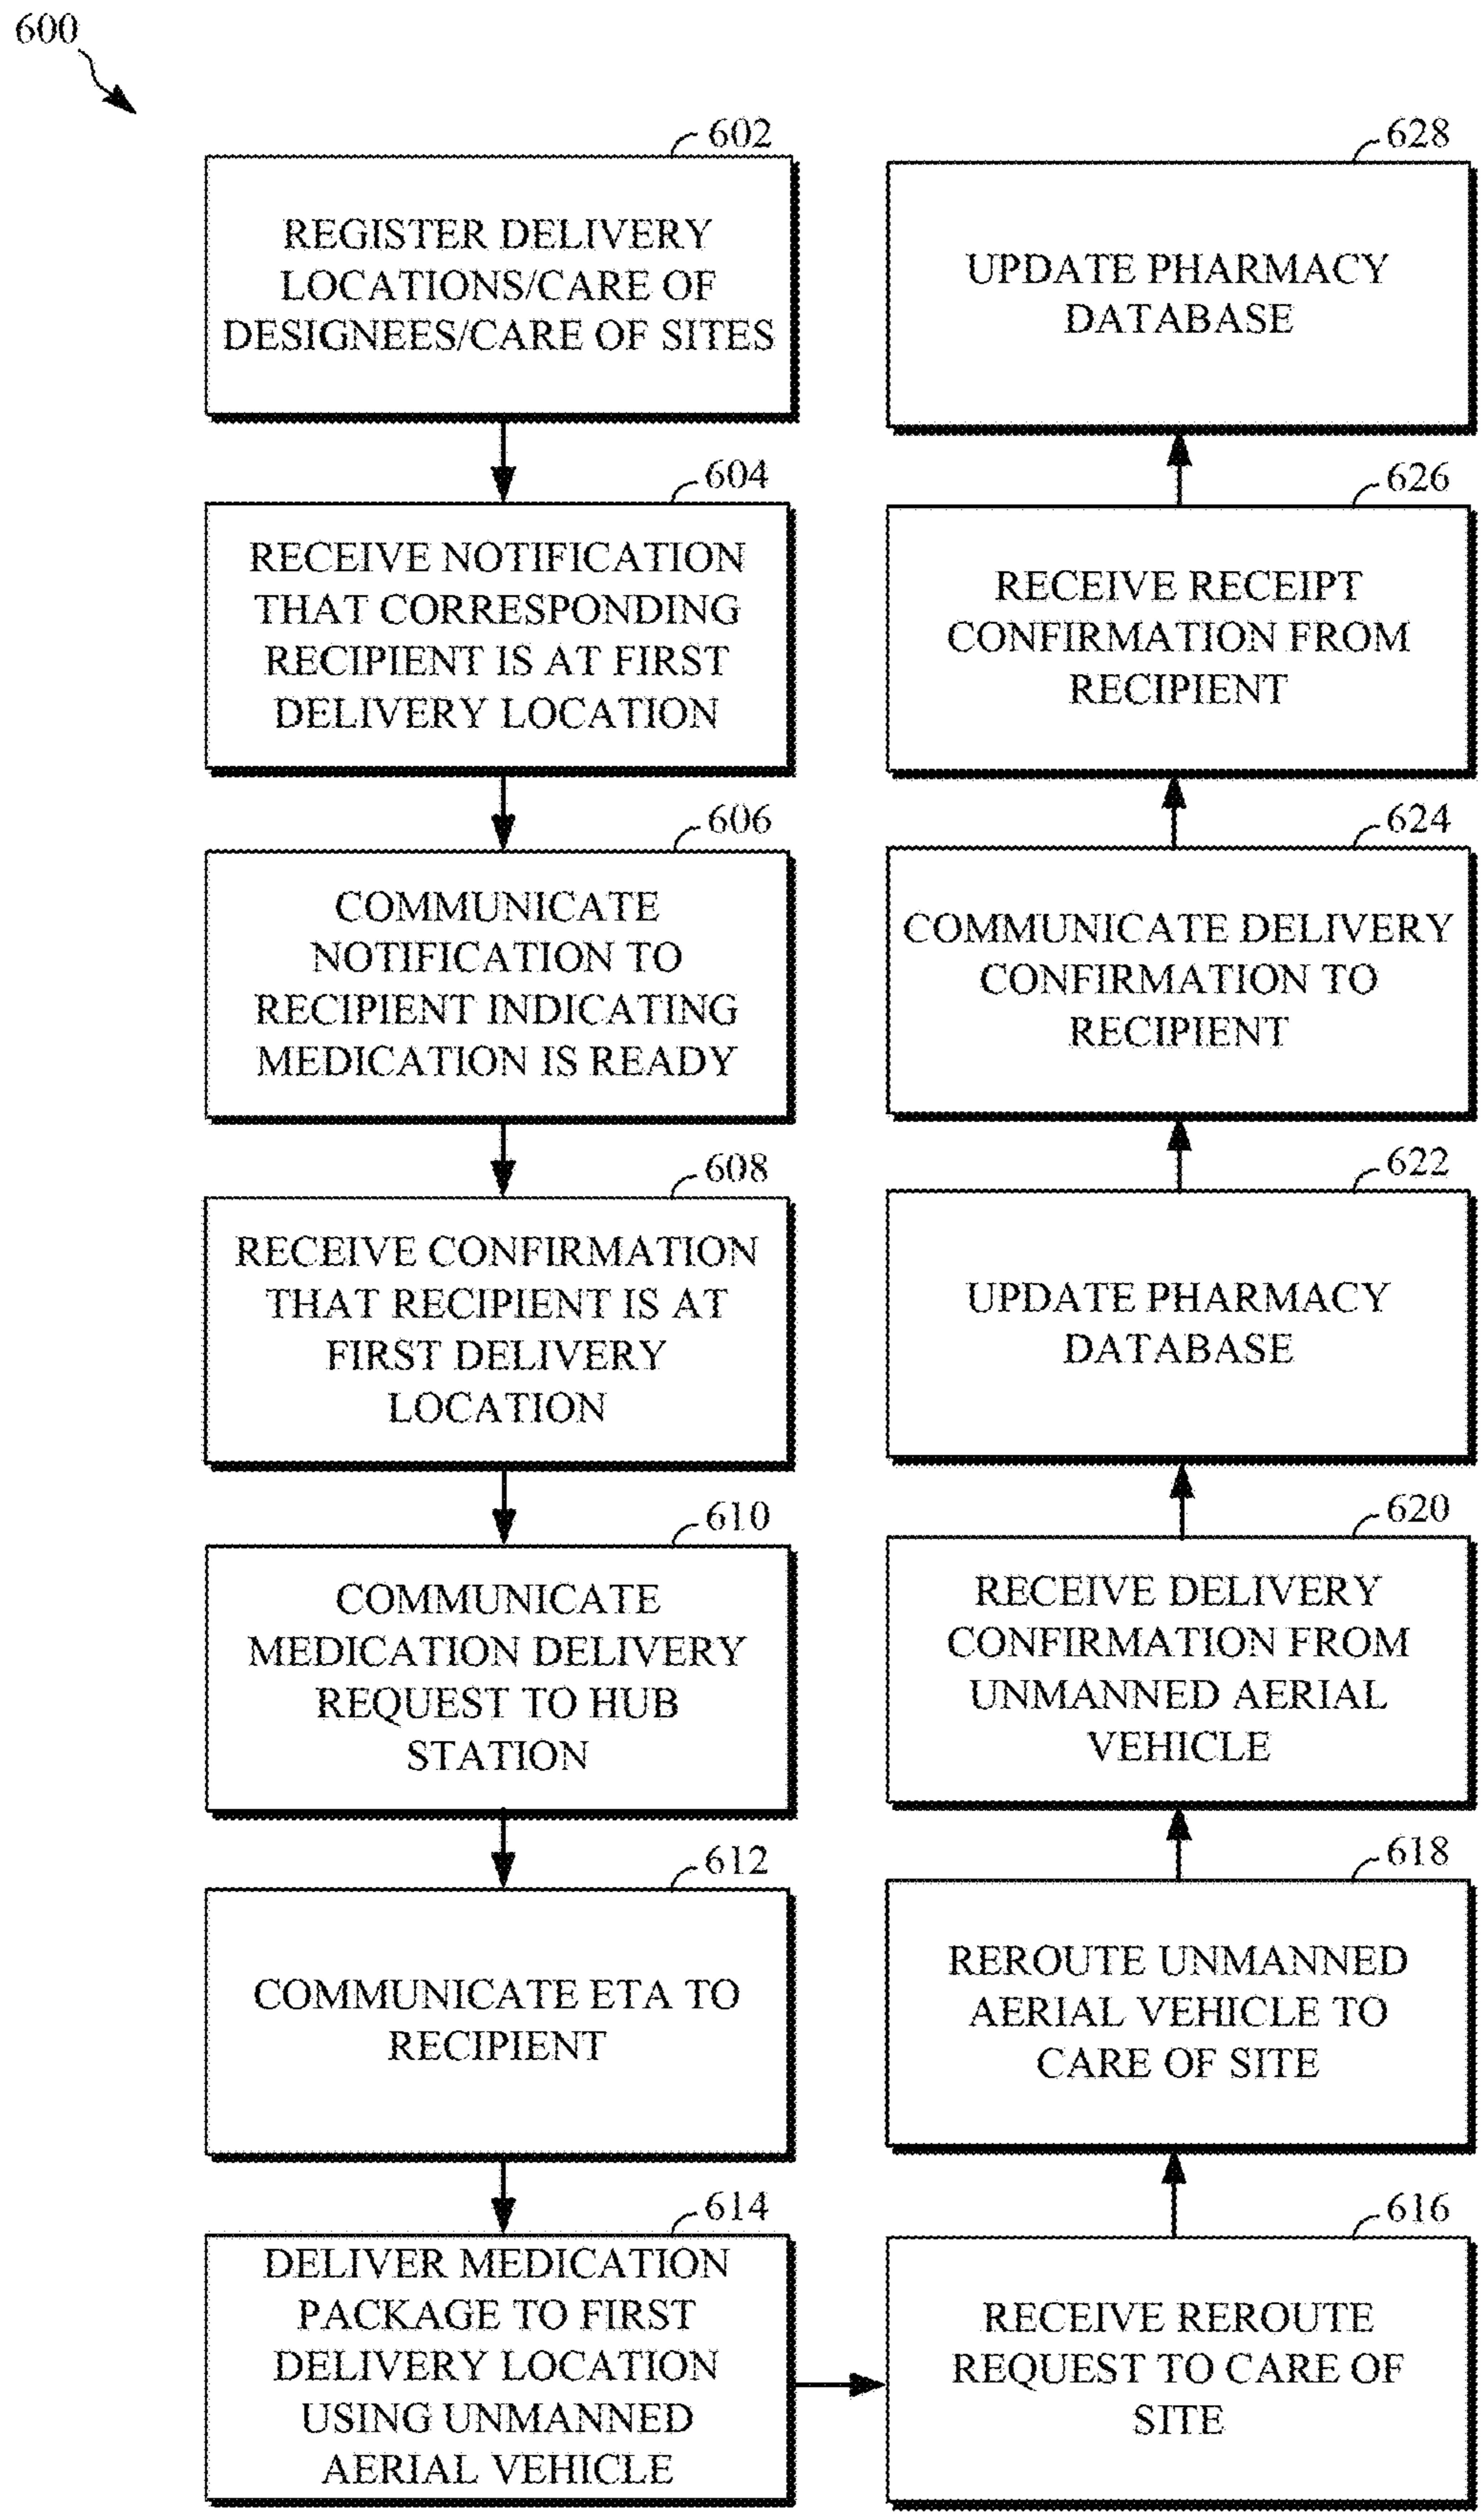 600
602
REGISTER DELIVERY
LOCATIONS/CARE OF
DESIGNEES/CARE OF SITES
604
RECEIVE NOTIFICATION
THAT CORRESPONDING
RECIPIENT IS AT FIRST
DELIVERY LOCATION
606
COMMUNICATE
NOTIFICATION TO
RECIPIENT INDICATING
MEDICATION IS READY
608
RECEIVE CONFIRMATION
THAT RECIPIENT IS AT
FIRST DELIVERY
LOCATION
610
COMMUNICATE
MEDICATION DELIVERY
REQUEST TO HUB
STATION
612
COMMUNICATE ETA TO
RECIPIENT
614
DELIVER MEDICATION
PACKAGE TO FIRST
DELIVERY LOCATION
USING UNMANNED
AERIAL VEHICLE
616
RECEIVE REROUTE
REQUEST TO CARE OF
SITE
618
REROUTE UNMANNED
AERIAL VEHICLE TO
CARE OF SITE
620
RECEIVE DELIVERY
CONFIRMATION FROM
UNMANNED AERIAL
VEHICLE
622
UPDATE PHARMACY
DATABASE
624
COMMUNICATE DELIVERY
CONFIRMATION TO
RECIPIENT
626
RECEIVE RECEIPT
CONFIRMATION FROM
RECIPIENT
628
UPDATE PHARMACY
DATABASE